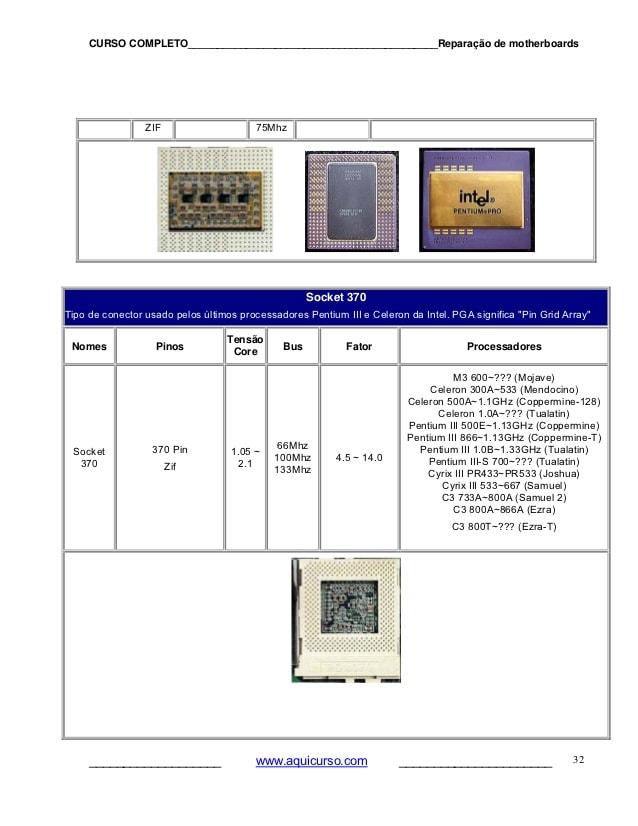 CURSO COMPLETO_______________________________________Reparação de motherboards
ZIF 75Mhz
intel®
PENTIUM®PRO
Socket 370
Tipo de conector usado pelos últimos processadores Pentium III e Celeron da Intel. PGA significa "Pin Grid Array"
Nomes Pinos Tensão Core Bus Fator Processadores
Socket 370
370 Pin
Zif
1.05 ~ 2.1
66Mhz
100Mhz
133Mhz
4.5 ~ 14.0
M3 600~??? (Mojave)
Celeron 300A~533 (Mendocino)
Celeron 500A~1.1GHz (Coppermine-128)
Celeron 1.0A~??? (Tualatin)
Pentium III 500E~1.13GHz (Coppermine)
Pentium III 866~1.13GHz (Coppermine-T)
Pentium III 1.0B~1.33GHz (Tualatin)
Pentium III-S 700~??? (Tualatin)
Cyrix III PR433~PR533 (Joshua)
Cyrix III 533~667 (Samuel)
C3 733A~800A (Samuel 2)
C3 800A~866A (Ezra)
C3 800T~??? (Ezra-T)
___________________ www.aquicurso.com ______________________ 32